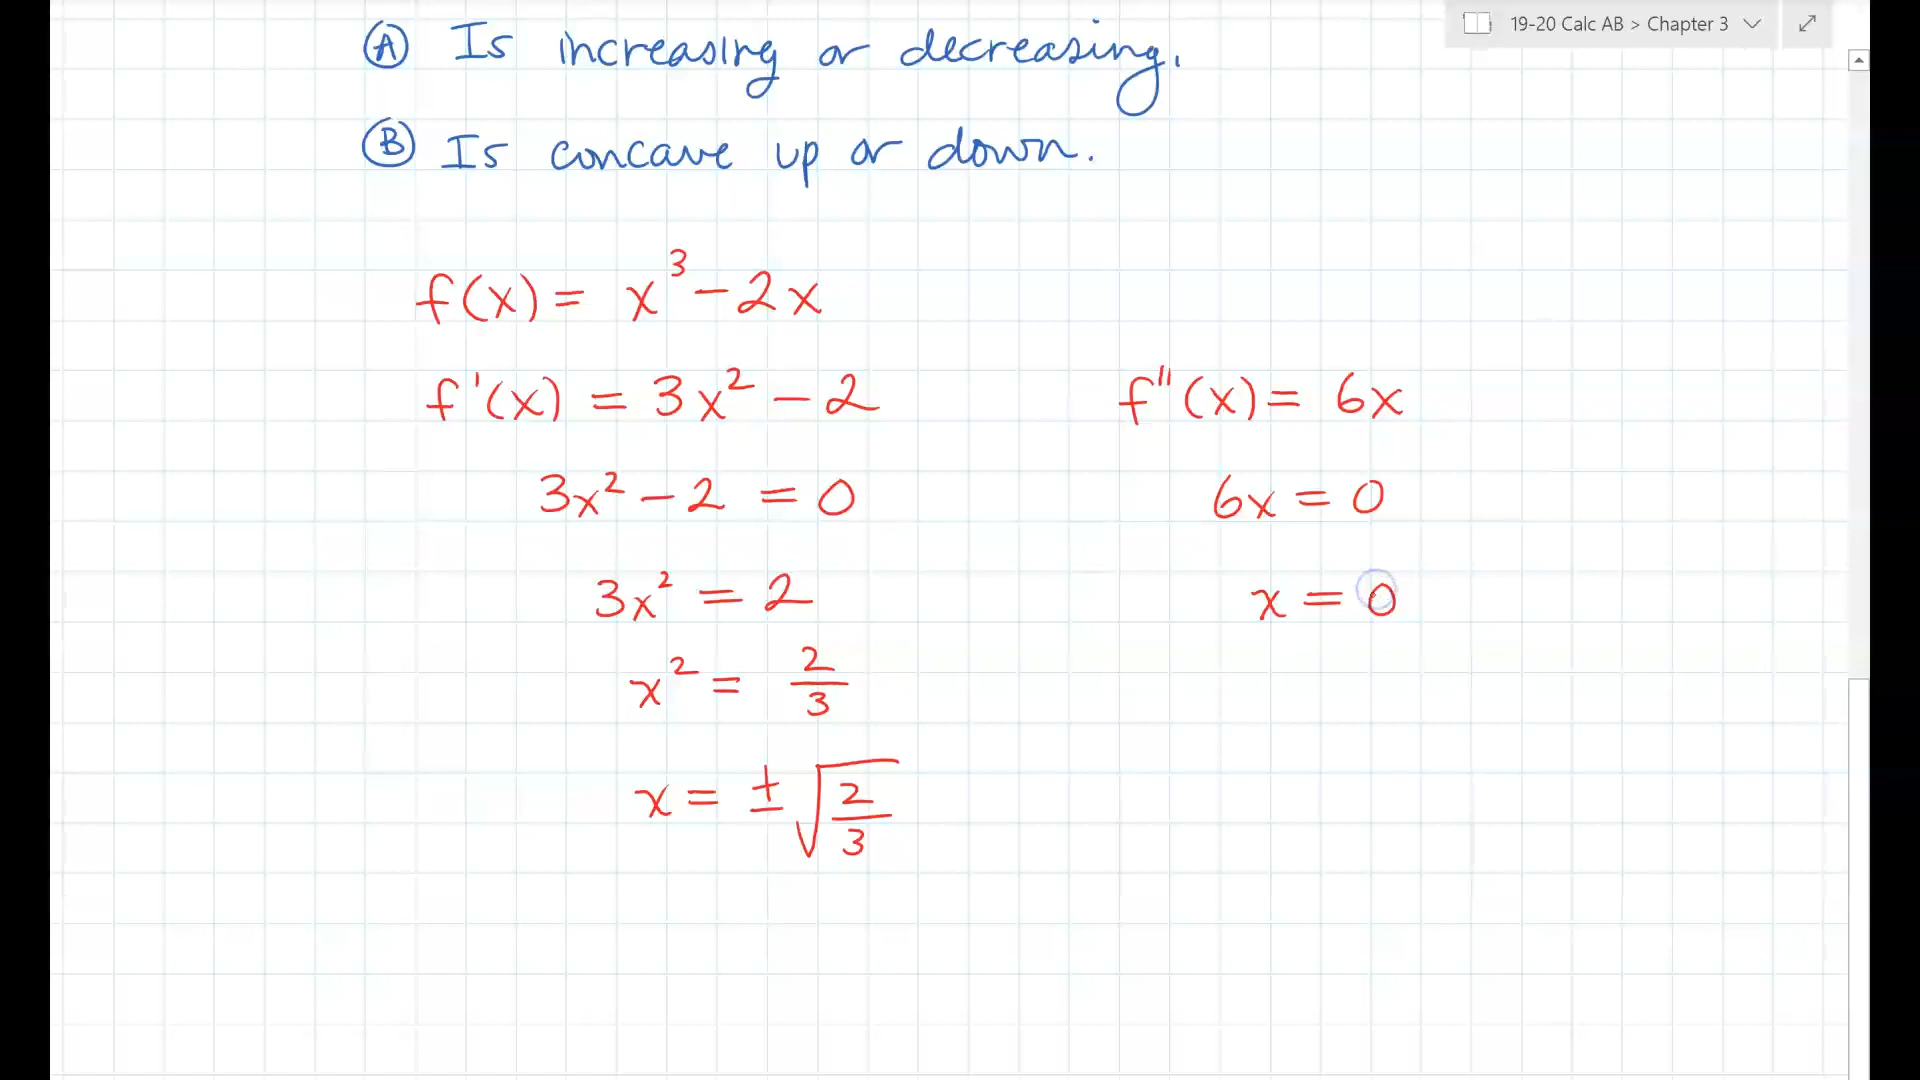 19-20 Calc AB > Chapter 3
Ⓐ Is increasing or decreasing.
Ⓑ Is concave up or down.
f(x) = x³ - 2x
f'(x) = 3x² - 2
f''(x) = 6x
3x² - 2 = 0
6x = 0
3x² = 2
x = 0
x² = 2/3
x = ±√(2/3)